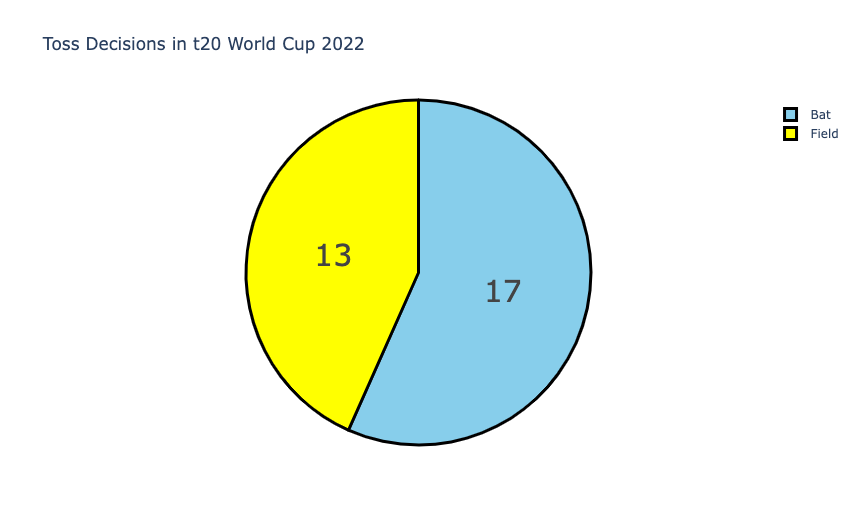 Toss Decisions in t20 World Cup 2022
Bat
Field
13
17